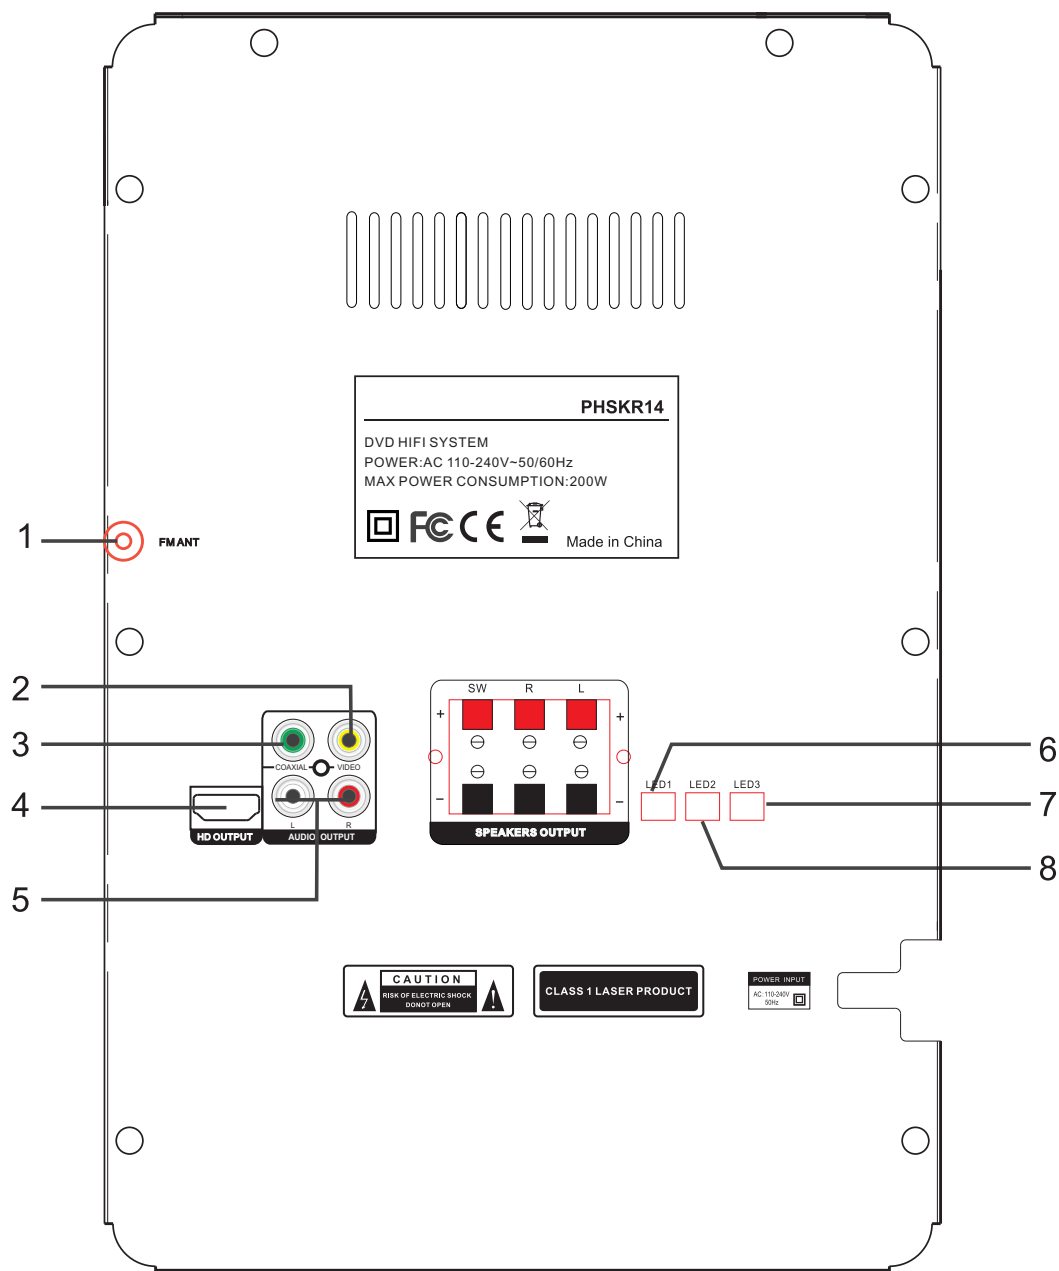 PHSKR14
DVD HIFI SYSTEM
POWER:AC 110-240V~50/60Hz
MAX POWER CONSUMPTION:200W
FC CE
Made in China
1
FM ANT
2
3
4
5
COAXIAL
VIDEO
L
R
HD OUTPUT
AUDIO OUTPUT
SW R L
+ +
− −
SPEAKERS OUTPUT
6
LED1 LED2 LED3
7
8
CAUTION
RISK OF ELECTRIC SHOCK
DONOT OPEN
CLASS 1 LASER PRODUCT
POWER INPUT
AC: 110-240V
50Hz